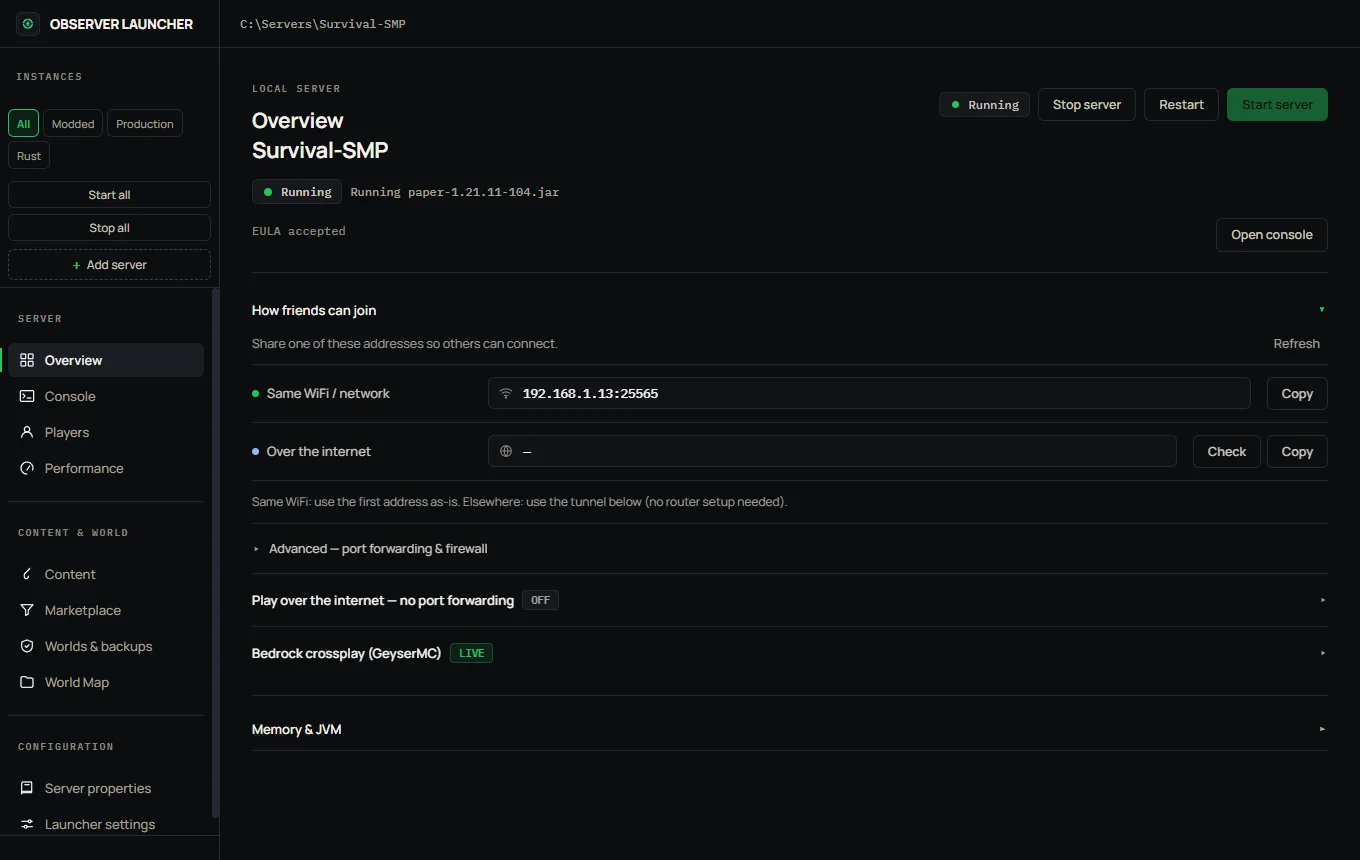 OBSERVER LAUNCHER
C:\Servers\Survival-SMP
INSTANCES
All Modded Production
Rust
Start all
Stop all
+ Add server
SERVER
Overview
Console
Players
Performance
CONTENT & WORLD
Content
Marketplace
Worlds & backups
World Map
CONFIGURATION
Server properties
Launcher settings
LOCAL SERVER
Overview
Survival-SMP
Running Stop server Restart Start server
Running Running paper-1.21.11-104.jar
EULA accepted
Open console
How friends can join
Share one of these addresses so others can connect. Refresh
Same WiFi / network 192.168.1.13:25565 Copy
Over the internet — Check Copy
Same WiFi: use the first address as-is. Elsewhere: use the tunnel below (no router setup needed).
Advanced — port forwarding & firewall
Play over the internet — no port forwarding OFF
Bedrock crossplay (GeyserMC) LIVE
Memory & JVM